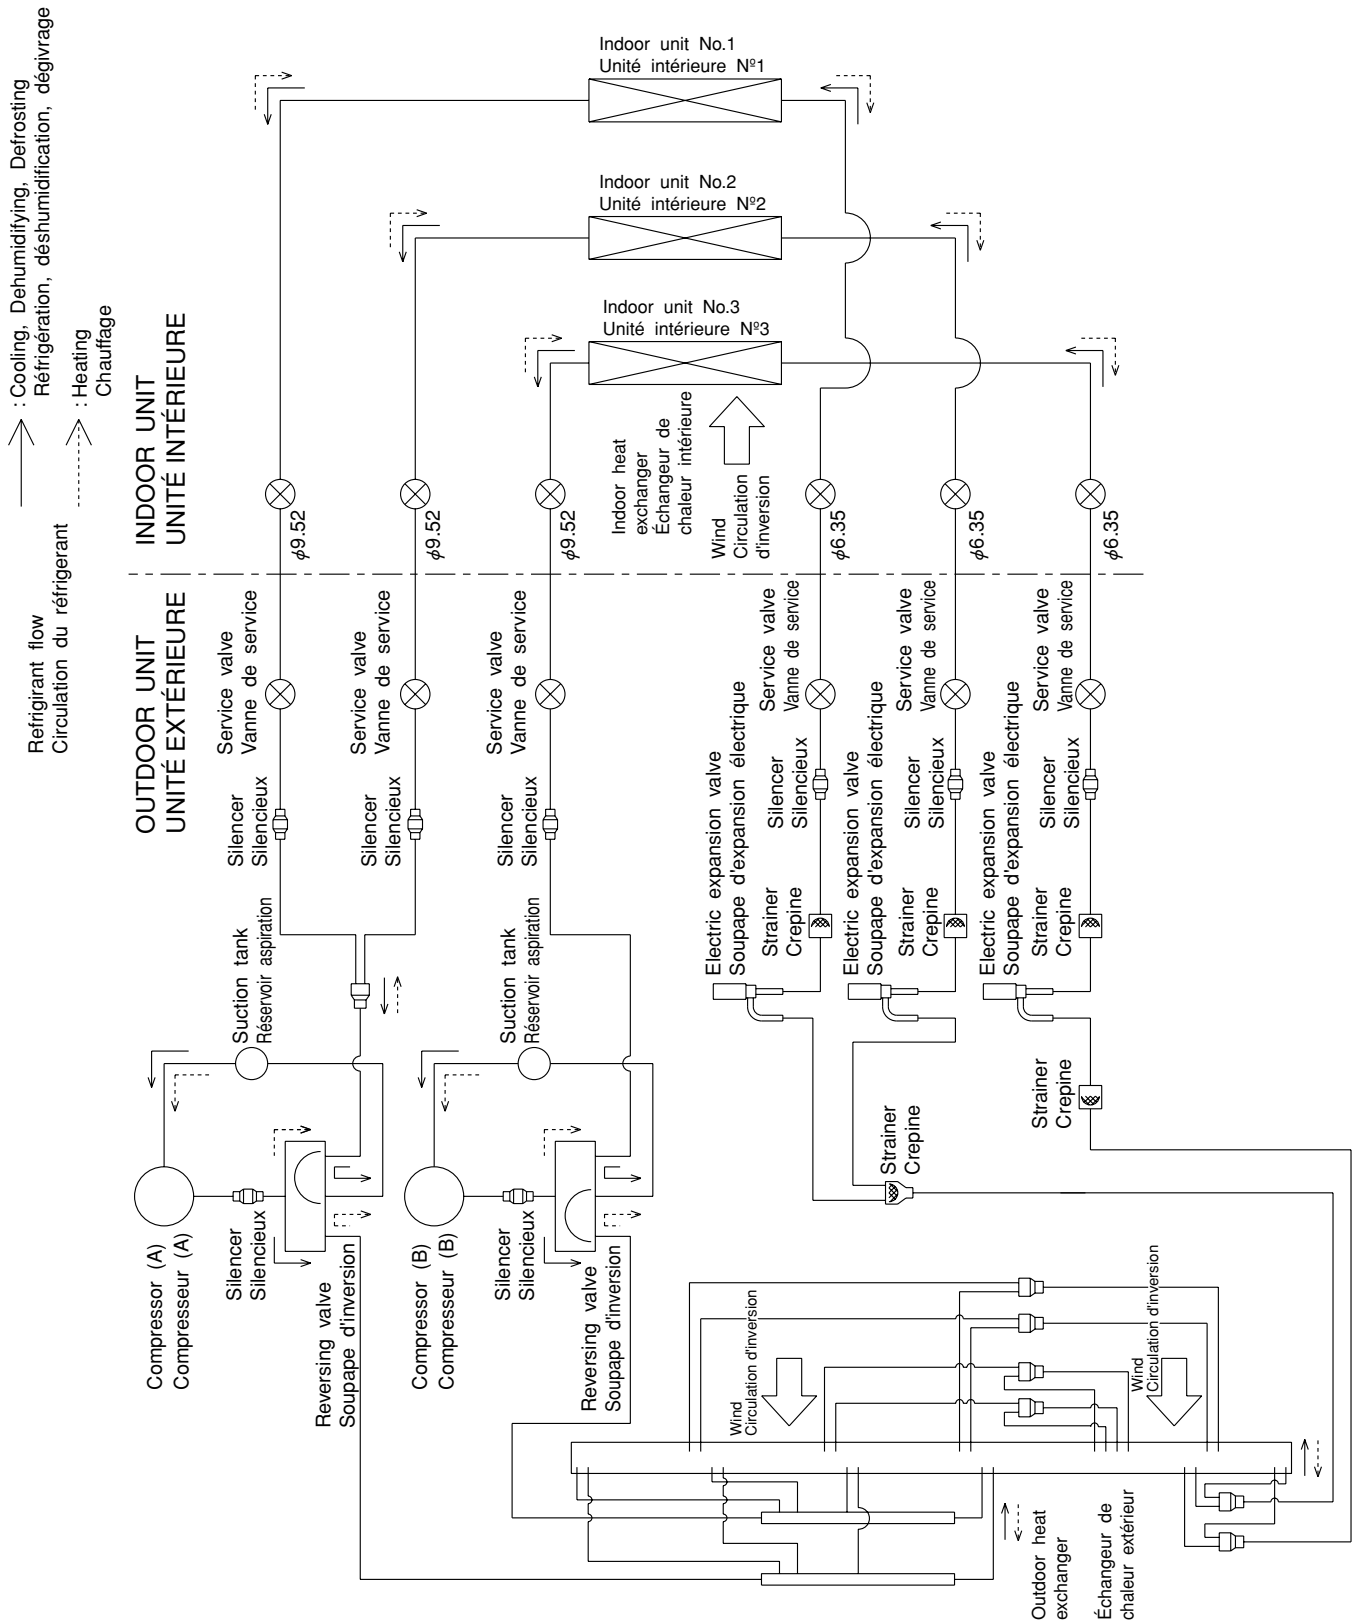 Refrigirant flow
Circulation du réfrigerant
: Cooling, Dehumidifying, Defrosting
Réfrigération, déshumidification, dégivrage
: Heating
Chauffage
OUTDOOR UNIT
UNITÉ EXTÉRIEURE
INDOOR UNIT
UNITÉ INTÉRIEURE
Indoor unit No.1
Unité intérieure Nº1
Indoor unit No.2
Unité intérieure Nº2
Indoor unit No.3
Unité intérieure Nº3
Indoor heat
exchanger
Échangeur de
chaleur intérieure
Wind
Circulation
d'inversion
ϕ9.52
ϕ9.52
ϕ9.52
ϕ6.35
ϕ6.35
ϕ6.35
Service valve
Vanne de service
Service valve
Vanne de service
Service valve
Vanne de service
Service valve
Vanne de service
Service valve
Vanne de service
Service valve
Vanne de service
Silencer
Silencieux
Silencer
Silencieux
Silencer
Silencieux
Silencer
Silencieux
Silencer
Silencieux
Silencer
Silencieux
Electric expansion valve
Soupape d'expansion électrique
Electric expansion valve
Soupape d'expansion électrique
Electric expansion valve
Soupape d'expansion électrique
Strainer
Crepine
Strainer
Crepine
Strainer
Crepine
Strainer
Crepine
Strainer
Crepine
Suction tank
Réservoir aspiration
Suction tank
Réservoir aspiration
Compressor (A)
Compresseur (A)
Silencer
Silencieux
Reversing valve
Soupape d'inversion
Compressor (B)
Compresseur (B)
Silencer
Silencieux
Reversing valve
Soupape d'inversion
Wind
Circulation d'inversion
Wind
Circulation d'inversion
Outdoor heat
exchanger
Échangeur de
chaleur extérieur